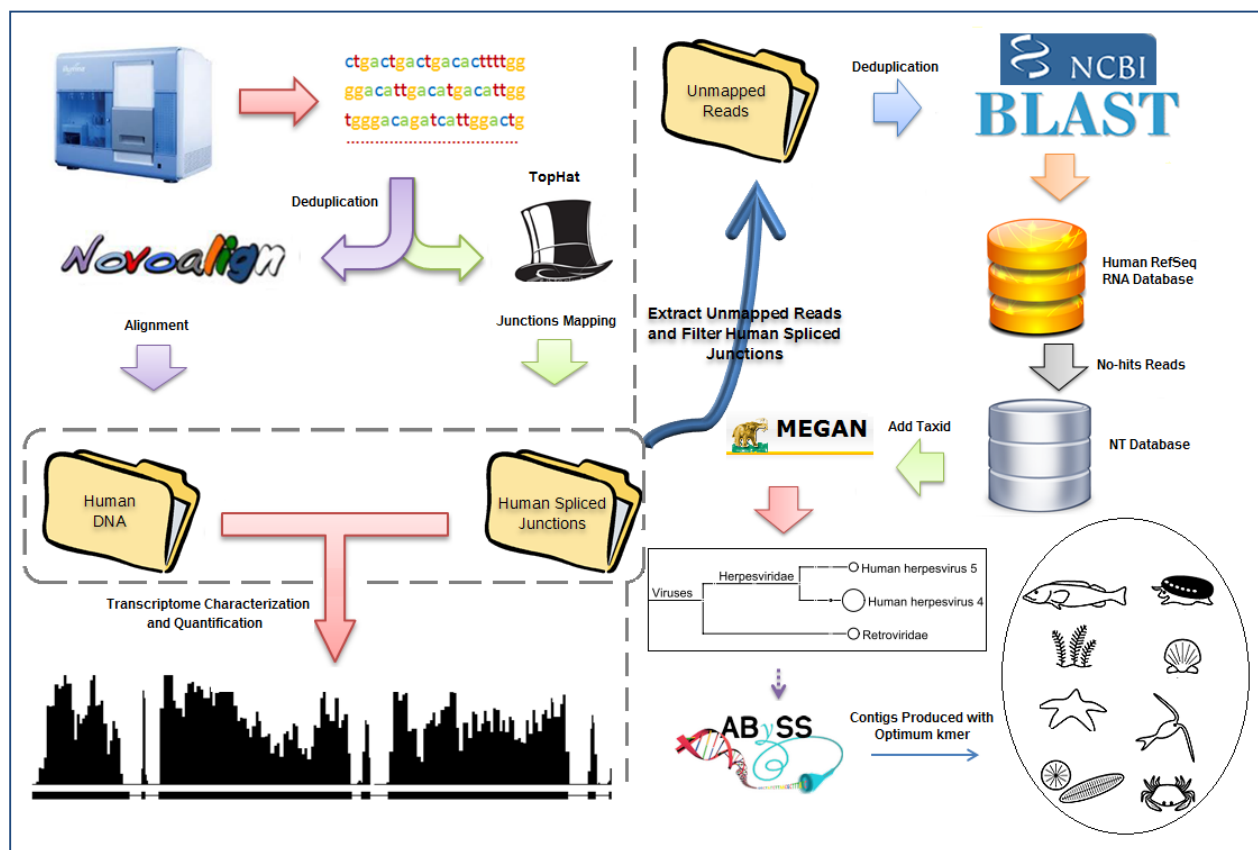 ctgactgactgacacttttgg
ggacattgacatgacattgg
tgggacagatcattggactg
Deduplication
TopHat
Novoalign
Alignment
Junctions Mapping
Human
DNA
Human Spliced
Junctions
Transcriptome Characterization
and Quantification
Unmapped
Reads
Deduplication
NCBI
BLAST
Human RefSeq
RNA Database
Extract Unmapped Reads
and Filter Human Spliced
Junctions
No-hits Reads
NT Database
Add Taxid
MEGAN
Viruses
Herpesviridae
Human herpesvirus 5
Human herpesvirus 4
Retroviridae
ABySS
Contigs Produced with
Optimum kmer